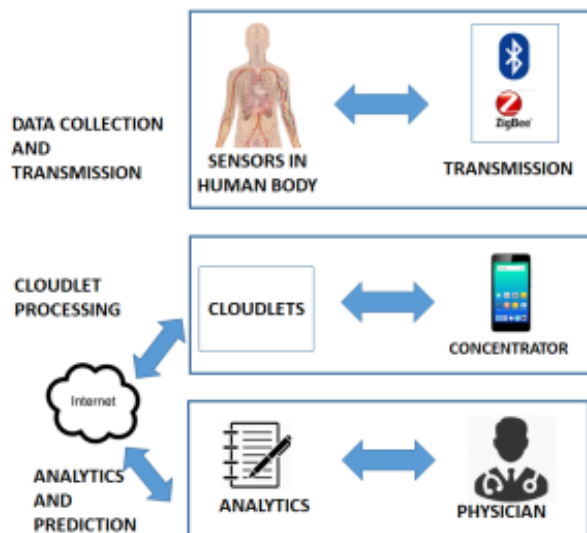 DATA COLLECTION
AND
TRANSMISSION
SENSORS IN
HUMAN BODY
ZigBee
TRANSMISSION
CLOUDLET
PROCESSING
CLOUDLETS
CONCENTRATOR
Internet
ANALYTICS
AND
PREDICTION
ANALYTICS
PHYSICIAN